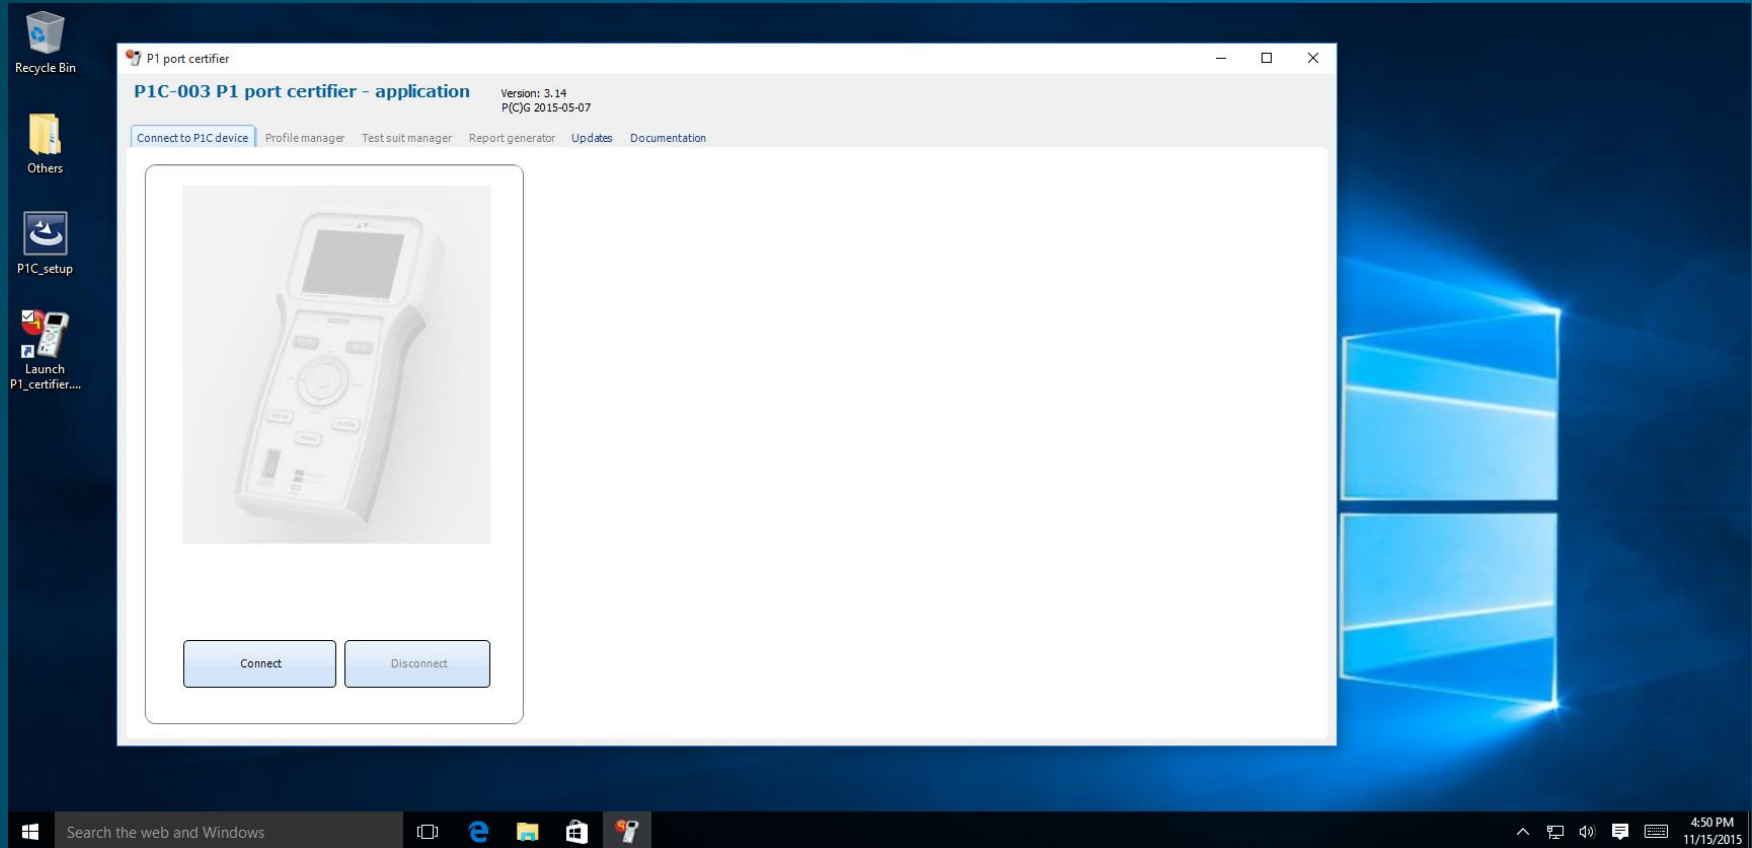 Recycle Bin
Others
P1C_setup
Launch
P1_certifier....
P1 port certifier
P1C-003 P1 port certifier - application
Version: 3.14
P(C)G 2015-05-07
Connect to P1C device
Profile manager
Test suit manager
Report generator
Updates
Documentation
Connect
Disconnect
Search the web and Windows
4:50 PM
11/15/2015